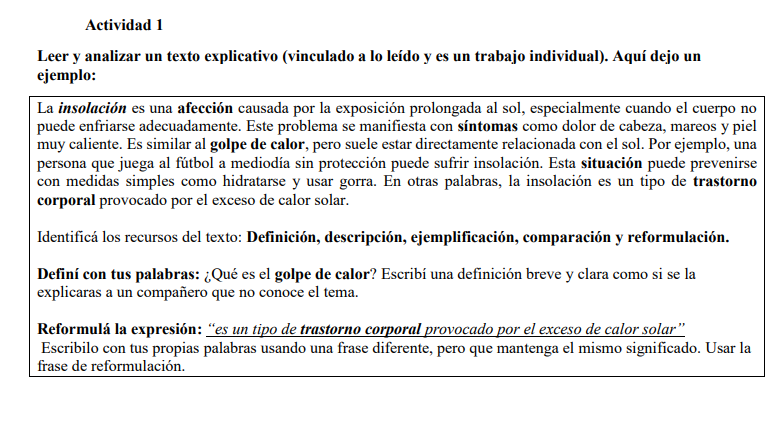 Actividad 1
Leer y analizar un texto explicativo (vinculado a lo leído y es un trabajo individual). Aquí dejo un
ejemplo:
La insolación es una afección causada por la exposición prolongada al sol, especialmente cuando el cuerpo no
puede enfriarse adecuadamente. Este problema se manifiesta con síntomas como dolor de cabeza, mareos y piel
muy caliente. Es similar al golpe de calor, pero suele estar directamente relacionada con el sol. Por ejemplo, una
persona que juega al fútbol a mediodía sin protección puede sufrir insolación. Esta situación puede prevenirse
con medidas simples como hidratarse y usar gorra. En otras palabras, la insolación es un tipo de trastorno
corporal provocado por el exceso de calor solar.
Identificá los recursos del texto: Definición, descripción, ejemplificación, comparación y reformulación.
Definí con tus palabras: ¿Qué es el golpe de calor? Escribí una definición breve y clara como si se la
explicaras a un compañero que no conoce el tema.
Reformulá la expresión: “es un tipo de trastorno corporal provocado por el exceso de calor solar”
Escribilo con tus propias palabras usando una frase diferente, pero que mantenga el mismo significado. Usar la
frase de reformulación.